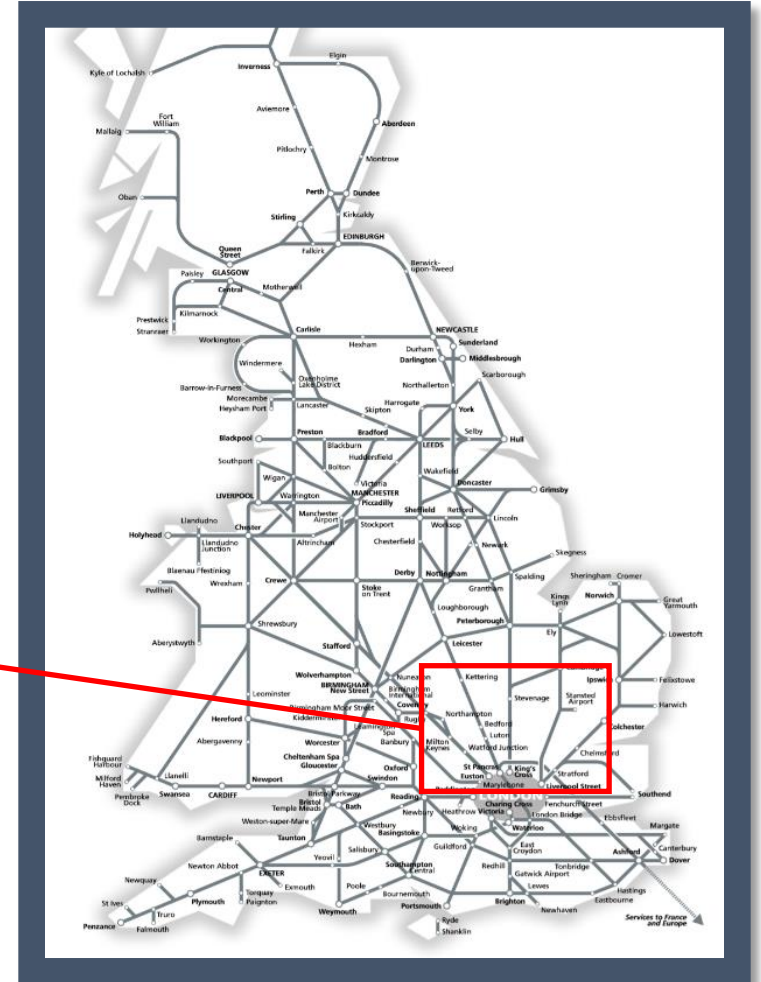 Elgin
Inverness
Kyle of Lochalsh
Aviemore
Fort
William
Mallaig
Aberdeen
Pitlochry
Montrose
Perth
Dundee
Oban
Stirling
Kirkcaldy
EDINBURGH
Queen
Street
Falkirk
Berwick-
upon-Tweed
Paisley
GLASGOW
Central
Motherwell
Prestwick
Kilmarnock
Stranraer
Carlisle
NEWCASTLE
Workington
Hexham
Sunderland
Durham
Darlington
Middlesbrough
Windermere
Scarborough
Oxenholme
Lake District
Barrow-in-Furness
Northallerton
Morecambe
Lancaster
Harrogate
Heysham Port
Skipton
York
Blackpool
Preston
Bradford
Selby
Hull
Blackburn
LEEDS
Huddersfield
Southport
Bolton
Wakefield
Wigan
Victoria
Doncaster
MANCHESTER
Grimsby
LIVERPOOL
Warrington
Piccadilly
Manchester
Airport
Sheffield
Retford
Llandudno
Lincoln
Chester
Stockport
Worksop
Holyhead
Llandudno
Junction
Altrincham
Chesterfield
Newark
Skegness
Blaenau Ffestiniog
Derby
Nottingham
Sheringham
Cromer
Pwllheli
Wrexham
Crewe
Stoke
on Trent
Grantham
Spalding
Kings
Lynn
Norwich
Great
Yarmouth
Loughborough
Peterborough
Shrewsbury
Ely
Lowestoft
Aberystwyth
Stafford
Leicester
Wolverhampton
Nuneaton
Kettering
Ipswich
Felixstowe
BIRMINGHAM
New Street
Birmingham
International
Leominster
Stevenage
Stansted
Airport
Birmingham Moor Street
Coventry
Harwich
Hereford
Northampton
Bedford
Colchester
Milton
Keynes
Luton
Abergavenny
Worcester
Banbury
Watford Junction
Chelmsford
Cheltenham Spa
Fishguard
Harbour
Gloucester
Oxford
St Pancras
King's
Cross
Euston
Stratford
Milford
Haven
Llanelli
Newport
Swindon
Marylebone
Liverpool Street
Pembroke
Dock
Swansea
CARDIFF
Bristol Parkway
Reading
Southend
Bristol
Temple Meads
Bath
Newbury
Heathrow
Victoria
Charing Cross
Fenchurch Street
London Bridge
Ebbsfleet
Weston-super-Mare
Westbury
Basingstoke
Woking
Waterloo
Margate
Barnstaple
Taunton
Salisbury
Guildford
East
Croydon
Ashford
Canterbury
Newton Abbot
Yeovil
Southampton
Central
Redhill
Tonbridge
Dover
EXETER
Gatwick Airport
Newquay
Exmouth
Poole
Lewes
Hastings
St Ives
Plymouth
Torquay
Paignton
Bournemouth
Portsmouth
Brighton
Eastbourne
Truro
Weymouth
Newhaven
Penzance
Falmouth
Ryde
Shanklin
Services to France
and Europe